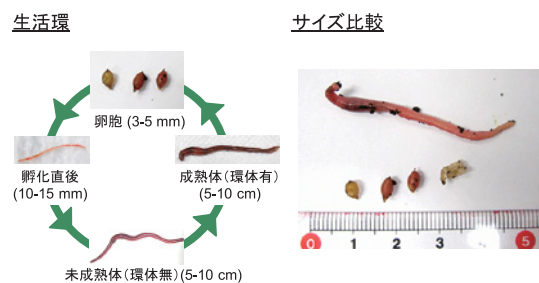 生活環
卵胞 (3-5 mm)
孵化直後
(10-15 mm)
成熟体(環体有)
(5-10 cm)
未成熟体(環体無)(5-10 cm)
サイズ比較
0 1 2 3 5